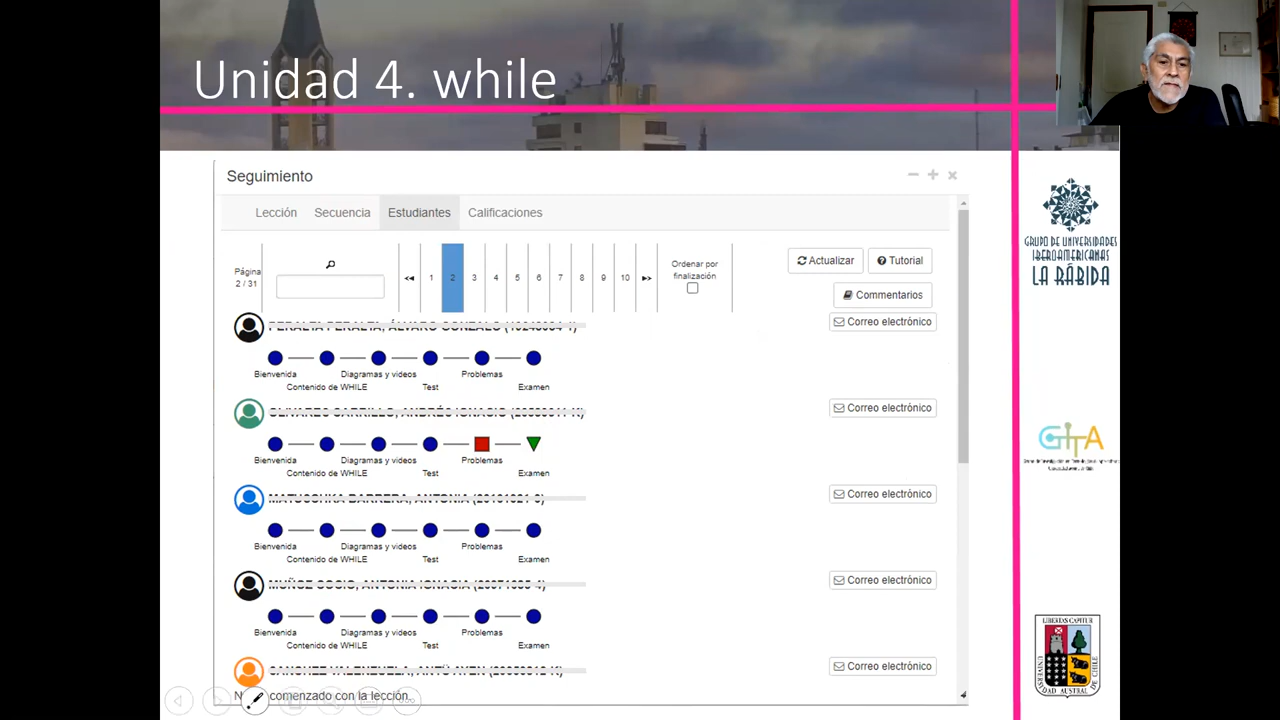 Unidad 4. while
Seguimiento
Lección Secuencia Estudiantes Calificaciones
Página
2 / 31
1 2 3 4 5 6 7 8 9 10
Ordenar por
finalización
Actualizar
Tutorial
Comentarios
Correo electrónico
Bienvenida Diagramas y videos Problemas
Contenido de WHILE Test Examen
Correo electrónico
Bienvenida Diagramas y videos Problemas
Contenido de WHILE Test Examen
Correo electrónico
Bienvenida Diagramas y videos Problemas
Contenido de WHILE Test Examen
Correo electrónico
Bienvenida Diagramas y videos Problemas
Contenido de WHILE Test Examen
Correo electrónico
comenzado con la lección.
GRUPO DE UNIVERSIDADES
IBEROAMERICANAS
LA RÁBIDA
GITA
LIBERTAS CAPITUR
UNIVERSIDAD AUSTRAL DE CHILE